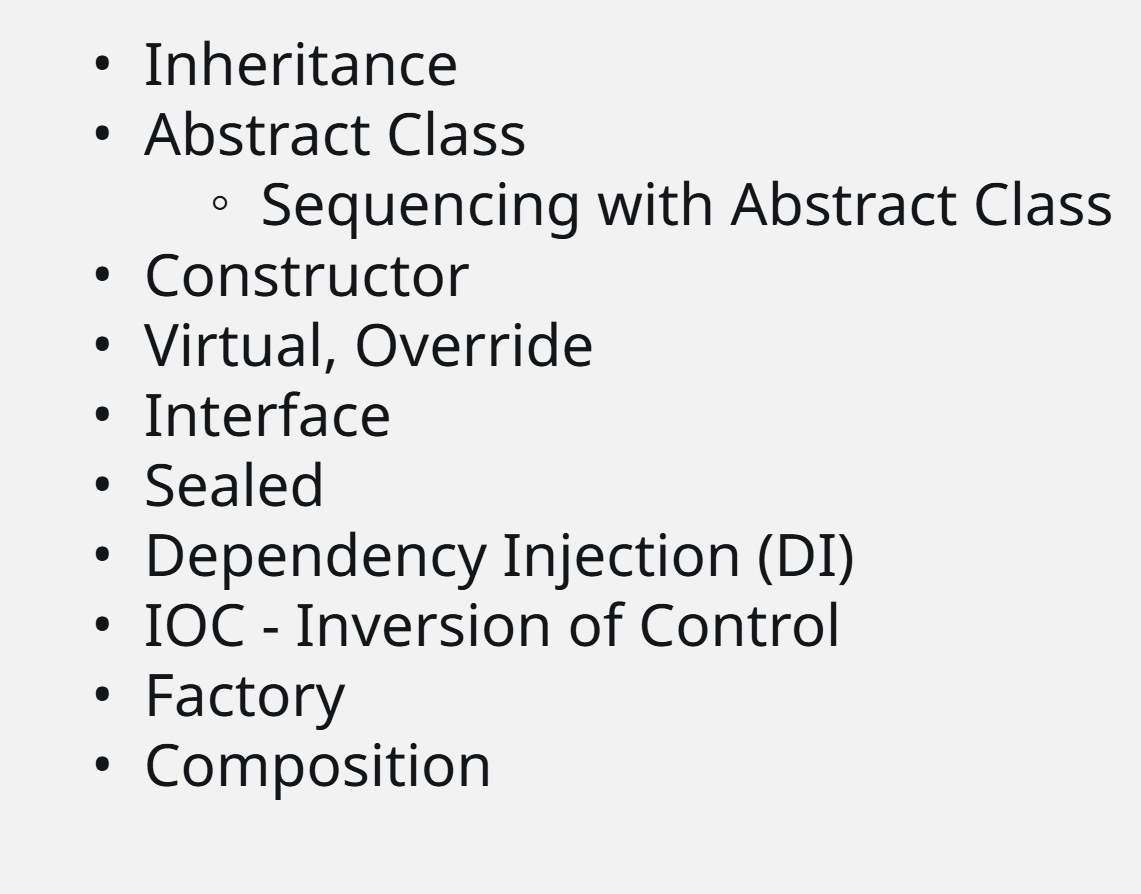 • Inheritance
• Abstract Class
◦ Sequencing with Abstract Class
• Constructor
• Virtual, Override
• Interface
• Sealed
• Dependency Injection (DI)
• IOC - Inversion of Control
• Factory
• Composition